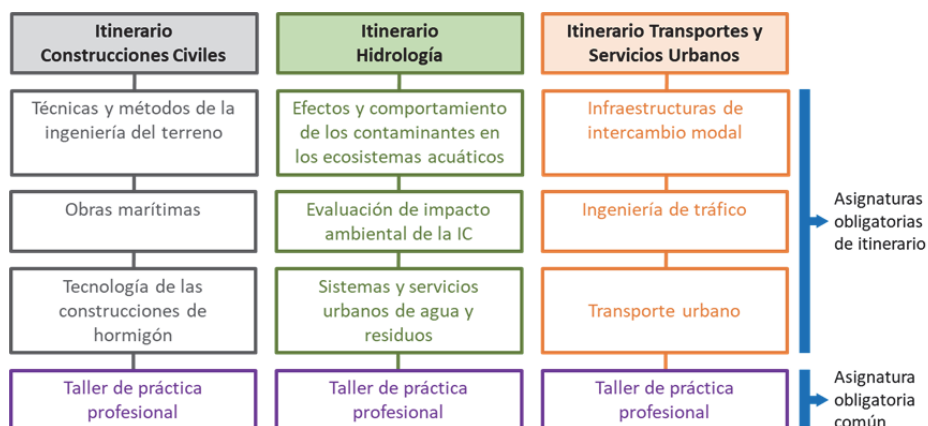 Itinerario
Construcciones Civiles
Itinerario
Hidrología
Itinerario Transportes y
Servicios Urbanos
Técnicas y métodos de la
ingeniería del terreno
Efectos y comportamiento
de los contaminantes en
los ecosistemas acuáticos
Infraestructuras de
intercambio modal
Obras marítimas
Evaluación de impacto
ambiental de la IC
Ingeniería de tráfico
Asignaturas
obligatorias
de itinerario
Tecnología de las
construcciones de
hormigón
Sistemas y servicios
urbanos de agua y
residuos
Transporte urbano
Taller de práctica
profesional
Taller de práctica
profesional
Taller de práctica
profesional
Asignatura
obligatoria
común